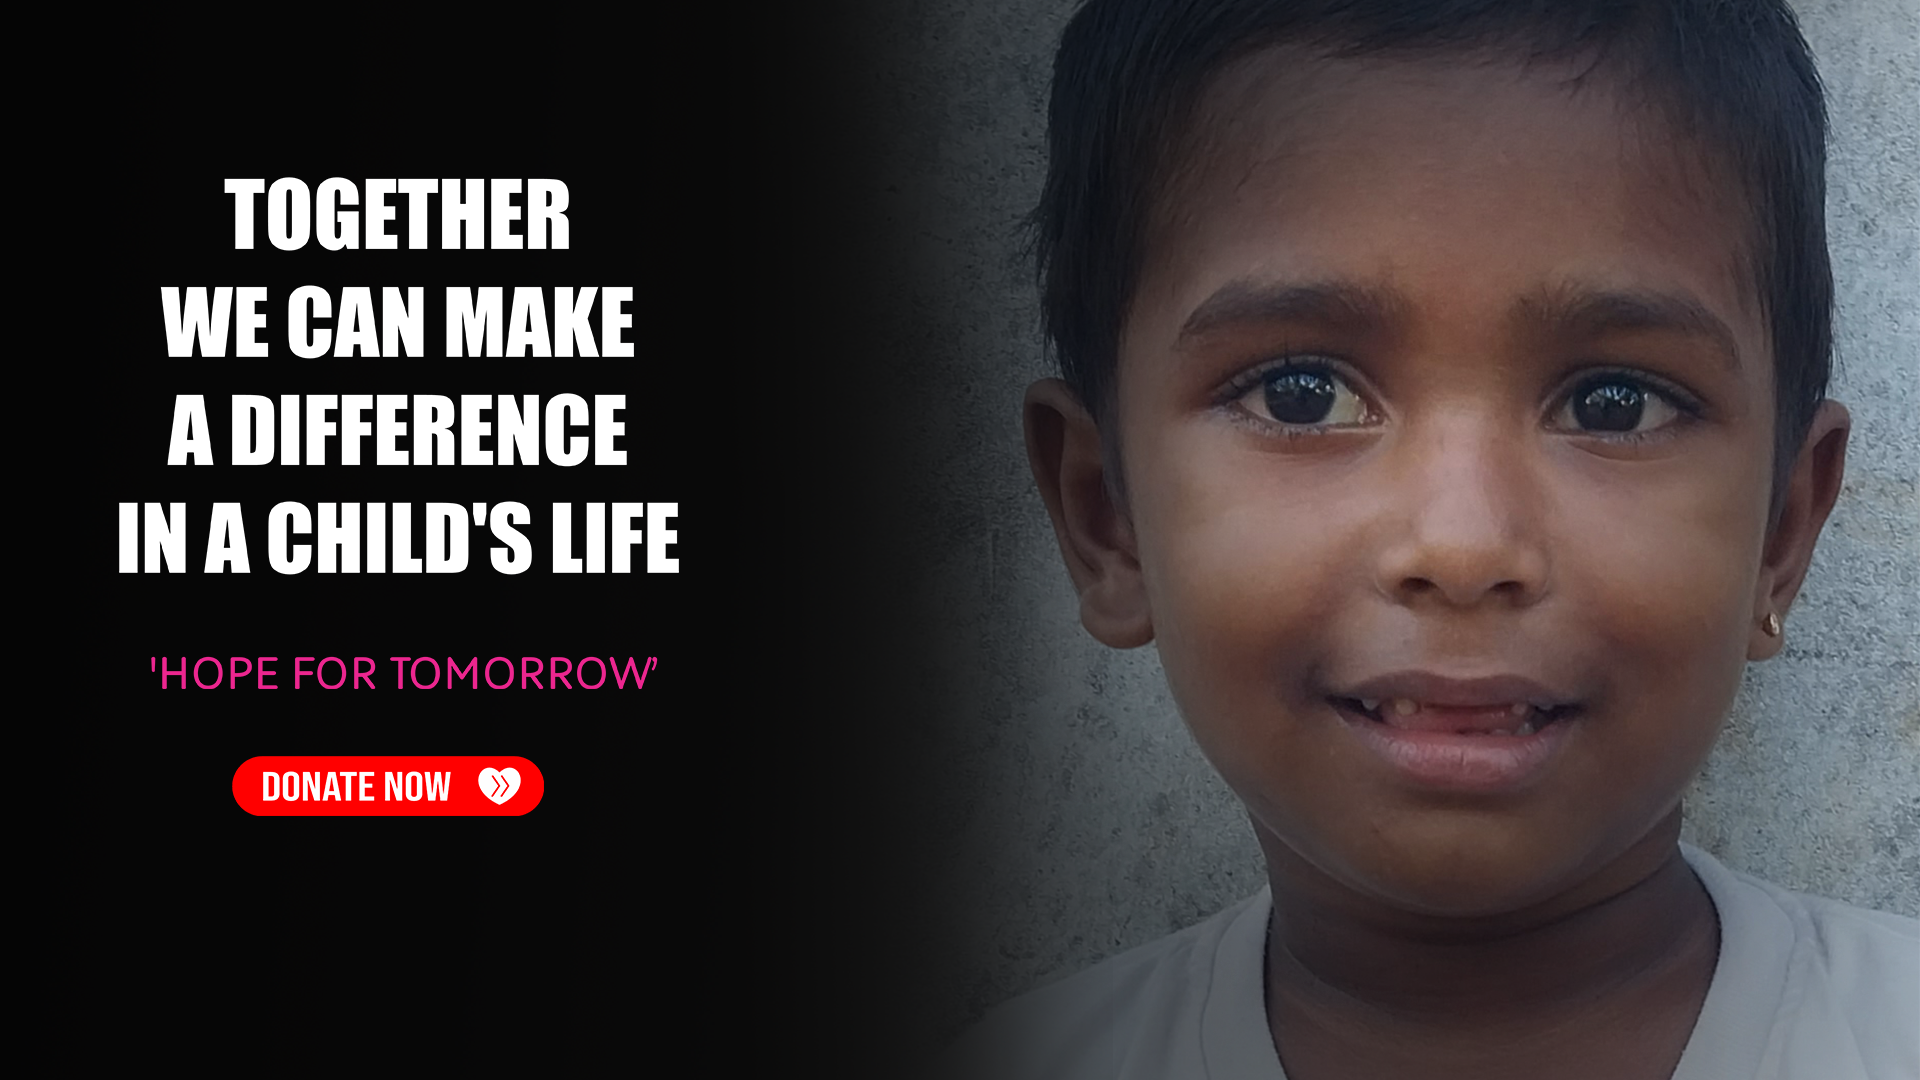 TOGETHER
WE CAN MAKE
A DIFFERENCE
IN A CHILD'S LIFE
'HOPE FOR TOMORROW’
DONATE NOW